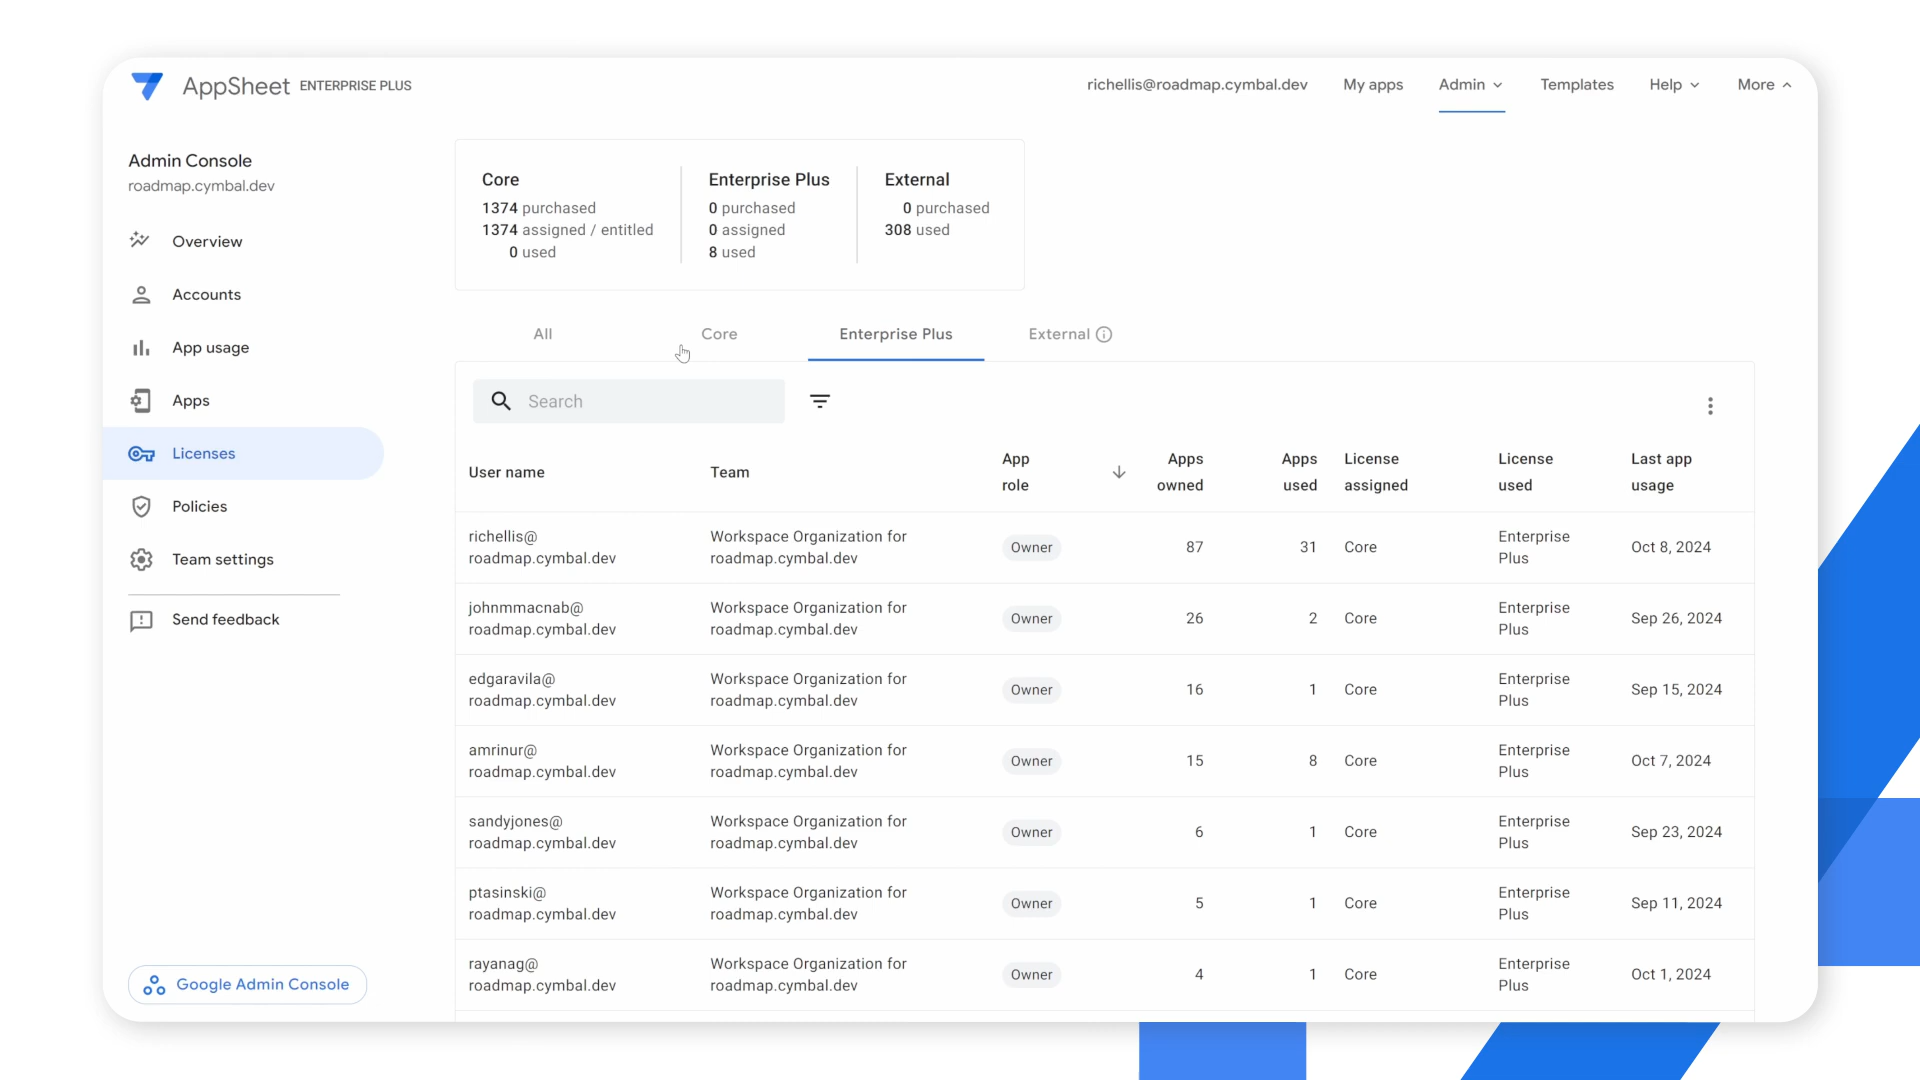 AppSheet ENTERPRISE PLUS
richellis@roadmap.cymbal.dev My apps Admin Templates Help More
Admin Console
roadmap.cymbal.dev
Overview
Accounts
App usage
Apps
Licenses
Policies
Team settings
Send feedback
Google Admin Console
Core
1374 purchased
1374 assigned / entitled
0 used
Enterprise Plus
0 purchased
0 assigned
8 used
External
0 purchased
308 used
All Core Enterprise Plus External
Search
User name Team App role Apps owned Apps used License assigned License used Last app usage
richellis@ Workspace Organization for Enterprise
roadmap.cymbal.dev roadmap.cymbal.dev Owner 87 31 Core Plus Oct 8, 2024
johnmmacnab@ Workspace Organization for Enterprise
roadmap.cymbal.dev roadmap.cymbal.dev Owner 26 2 Core Plus Sep 26, 2024
edgaravila@ Workspace Organization for Enterprise
roadmap.cymbal.dev roadmap.cymbal.dev Owner 16 1 Core Plus Sep 15, 2024
amrinur@ Workspace Organization for Enterprise
roadmap.cymbal.dev roadmap.cymbal.dev Owner 15 8 Core Plus Oct 7, 2024
sandyjones@ Workspace Organization for Enterprise
roadmap.cymbal.dev roadmap.cymbal.dev Owner 6 1 Core Plus Sep 23, 2024
ptasinski@ Workspace Organization for Enterprise
roadmap.cymbal.dev roadmap.cymbal.dev Owner 5 1 Core Plus Sep 11, 2024
rayanag@ Workspace Organization for Enterprise
roadmap.cymbal.dev roadmap.cymbal.dev Owner 4 1 Core Plus Oct 1, 2024